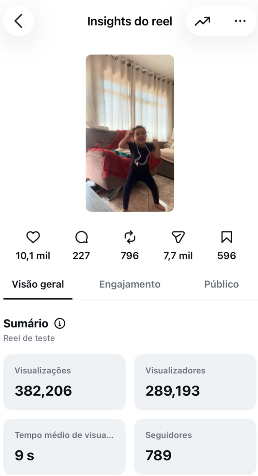 Insights do reel
10,1 mil 227 796 7,7 mil 596
Visão geral Engajamento Público
Sumário
Reel de teste
Visualizações Visualizadores
382,206 289,193
Tempo médio de visua... Seguidores
9 s 789